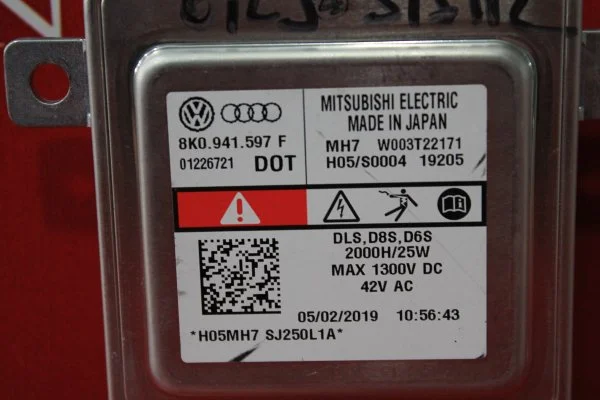 8K0.941.597 F
01226721 DOT
MITSUBISHI ELECTRIC
MADE IN JAPAN
MH7 W003T22171
H05/S0004 19205
DLS,D8S,D6S
2000H/25W
MAX 1300V DC
42V AC
05/02/2019 10:56:43
*H05MH7 SJ250L1A*